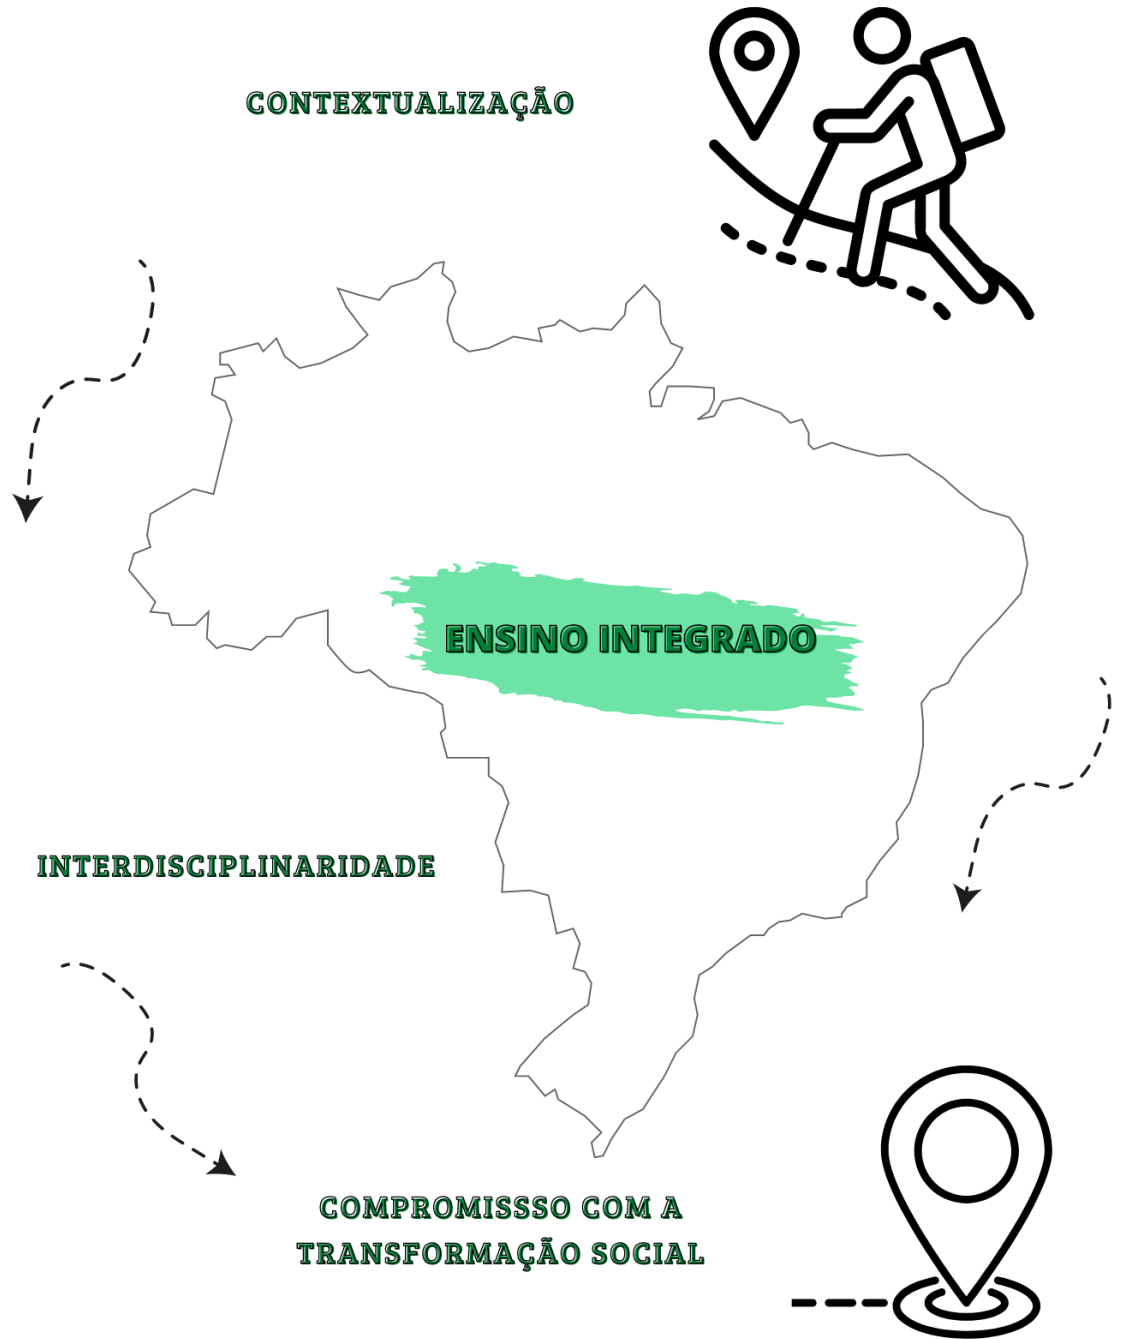 CONTEXTUALIZAÇÃO
ENSINO INTEGRADO
INTERDISCIPLINARIDADE
COMPROMISSSO COM A
TRANSFORMAÇÃO SOCIAL